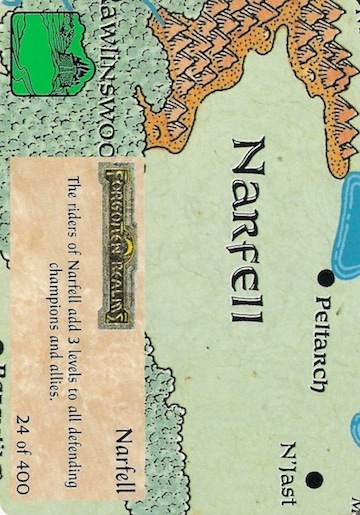 RAWLINSWOOD
NARFELL
Peltarch
N'Jast
FORGOTTEN REALMS
Narfell
The riders of Narfell add 3 levels to all defending
champions and allies.
24 of 400